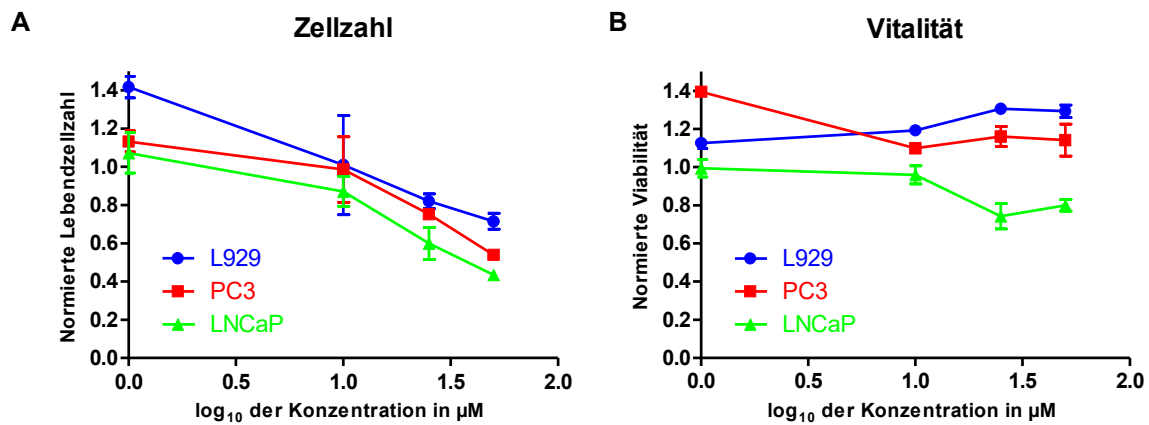 A
Zellzahl
Normierte Lebendzellzahl
1.4
1.2
1.0
0.8
0.6
0.4
0.2
0.0
L929
PC3
LNCaP
0.0 0.5 1.0 1.5 2.0
log10 der Konzentration in µM
B
Vitalität
Normierte Viabilität
1.4
1.2
1.0
0.8
0.6
0.4
0.2
0.0
L929
PC3
LNCaP
0.0 0.5 1.0 1.5 2.0
log10 der Konzentration in µM